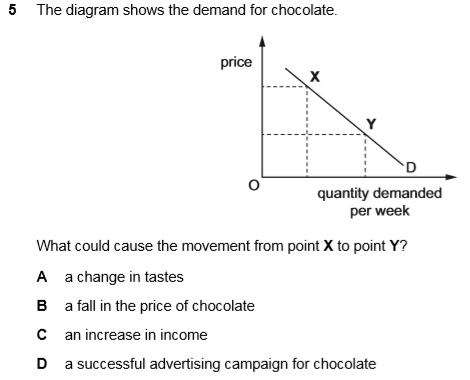 5 The diagram shows the demand for chocolate.
price
X
Y
D
O
quantity demanded
per week
What could cause the movement from point X to point Y?
A a change in tastes
B a fall in the price of chocolate
C an increase in income
D a successful advertising campaign for chocolate